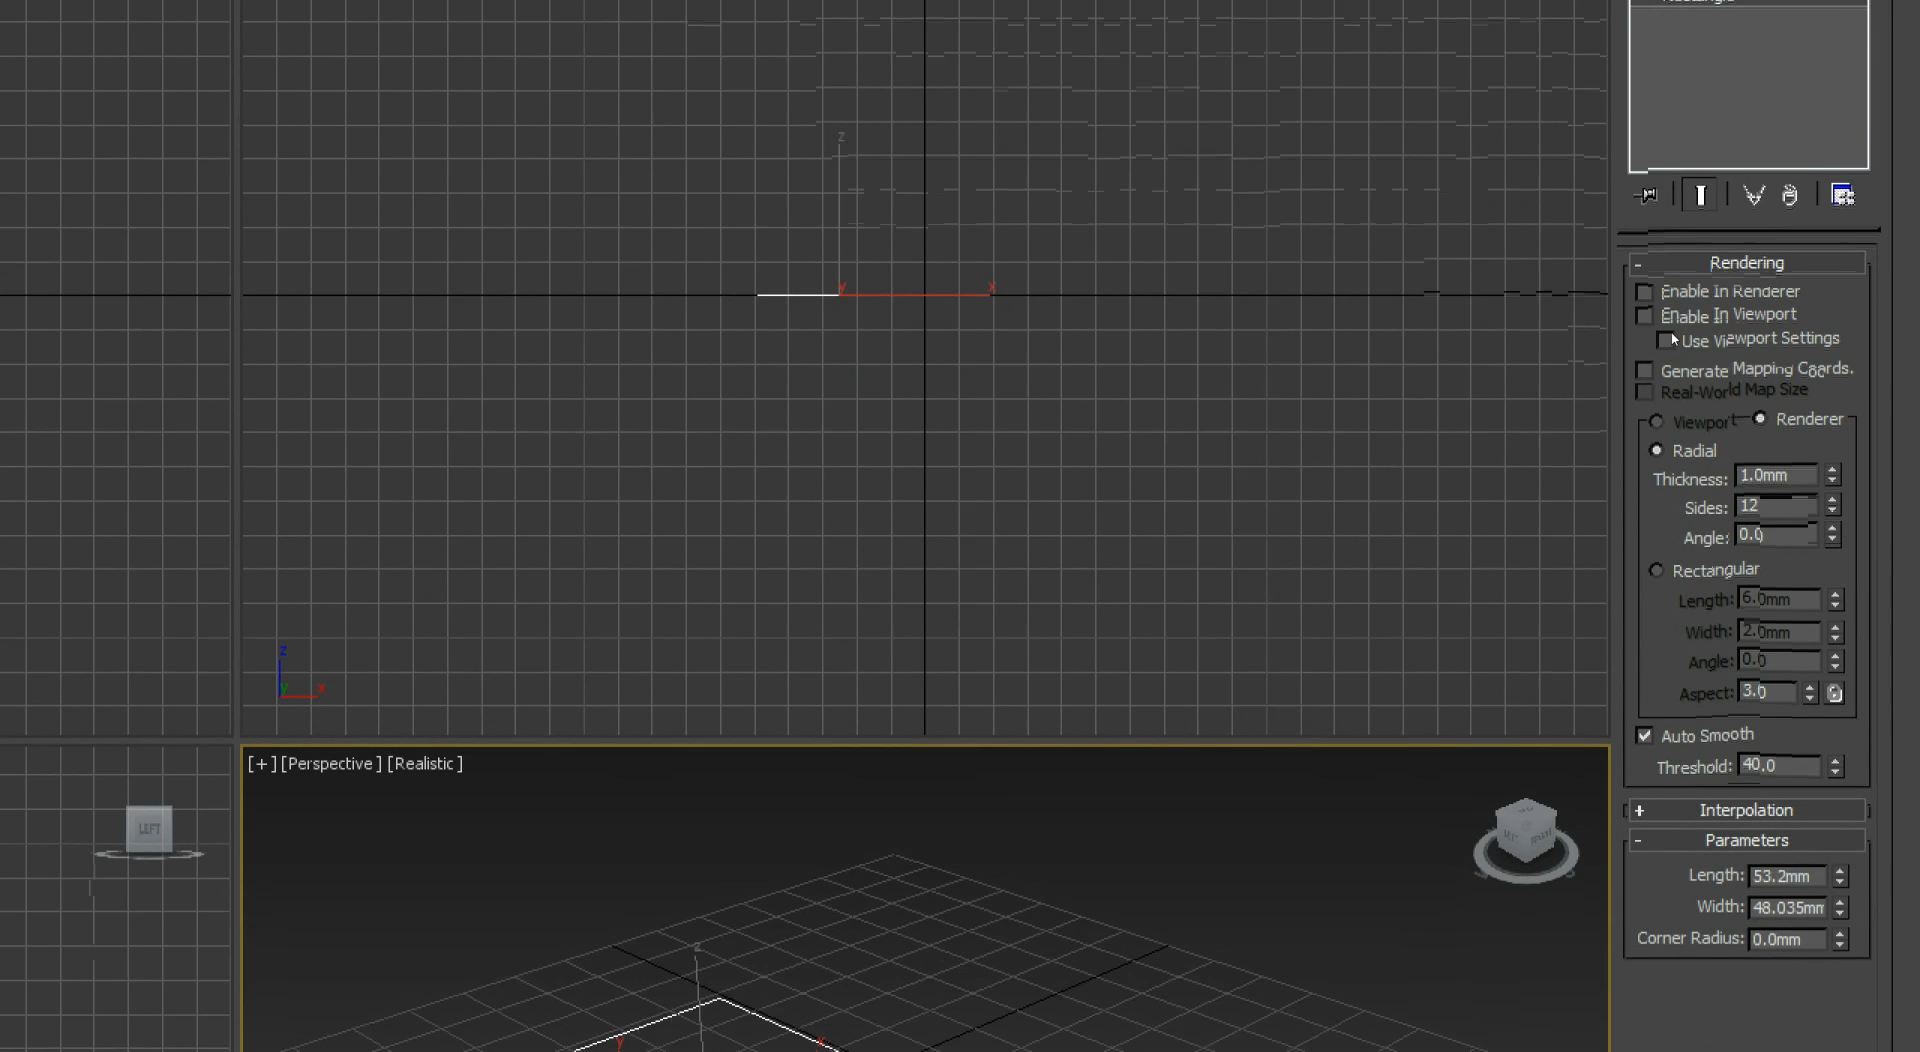 z
y
x
z
y
x
[+] [Perspective] [Realistic]
LEFT
z
y
x
Rendering
Enable In Renderer
Enable In Viewport
Use Viewport Settings
Generate Mapping Coords.
Real-World Map Size
Viewport Renderer
Radial
Thickness: 1.0mm
Sides: 12
Angle: 0.0
Rectangular
Length: 6.0mm
Width: 2.0mm
Angle: 0.0
Aspect: 3.0
Auto Smooth
Threshold: 40.0
+ Interpolation
- Parameters
Length: 53.2mm
Width: 48.035mm
Corner Radius: 0.0mm